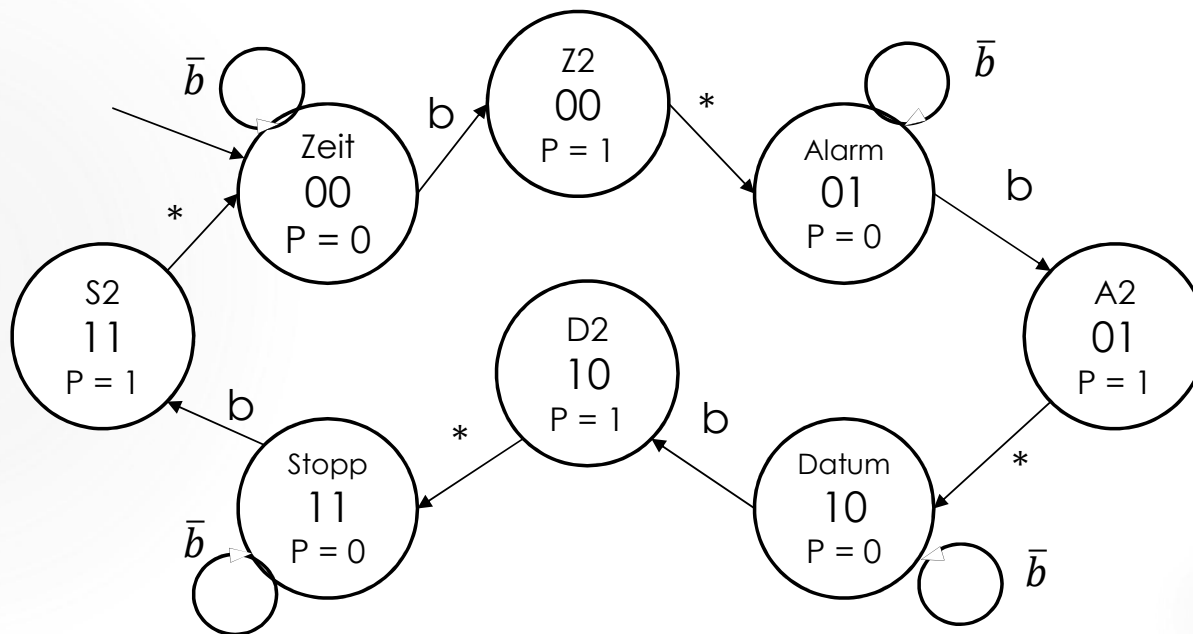 b̄
Zeit
00
P = 0
b
Z2
00
P = 1
*
b̄
Alarm
01
P = 0
b
A2
01
P = 1
*
Datum
10
P = 0
b̄
b
D2
10
P = 1
*
Stopp
11
P = 0
b̄
b
S2
11
P = 1
*